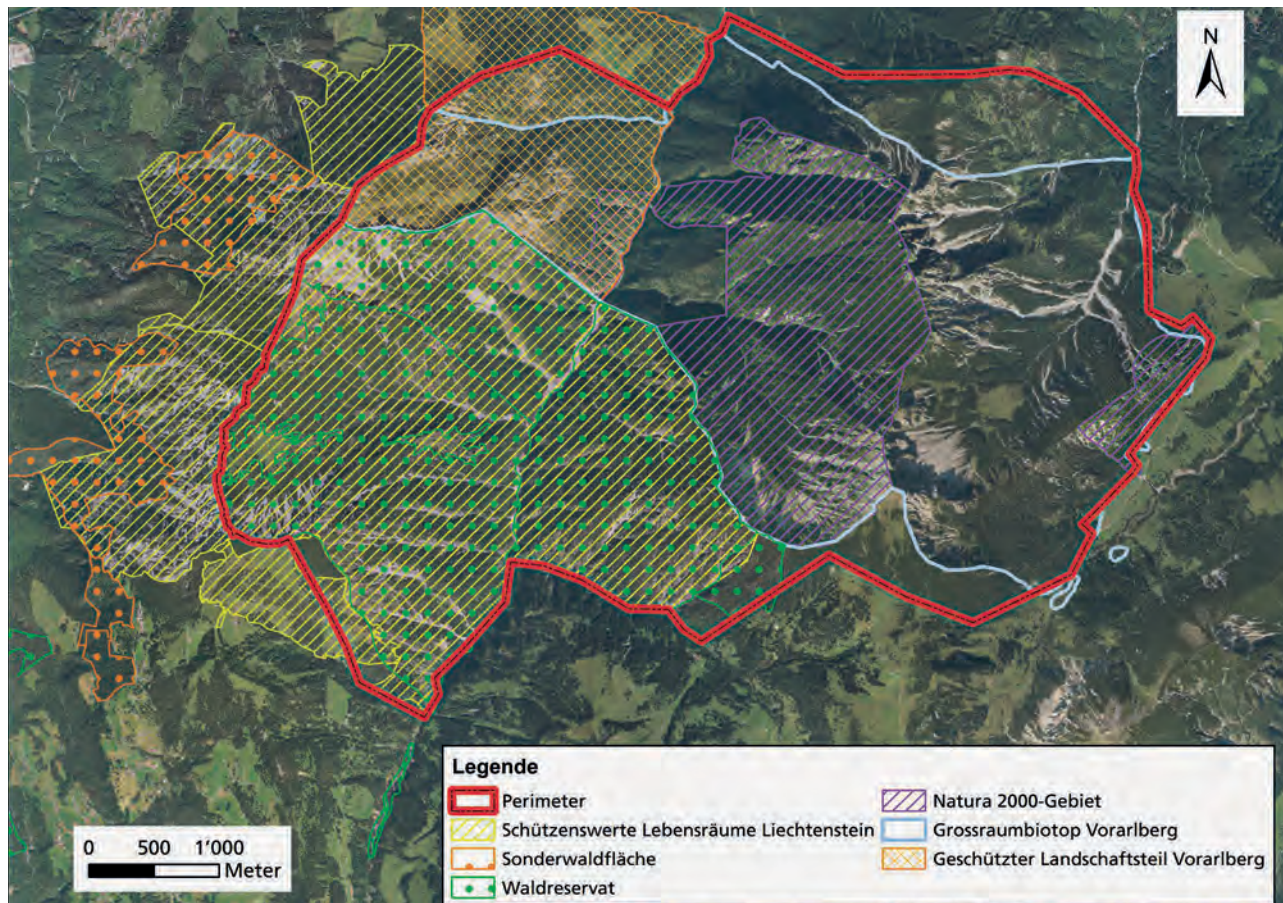 N
Legende
Perimeter
Schützenswerte Lebensräume Liechtenstein
Sonderwaldfläche
Waldreservat
Natura 2000-Gebiet
Grossraumbiotop Vorarlberg
Geschützter Landschaftsteil Vorarlberg
0 500 1'000
Meter